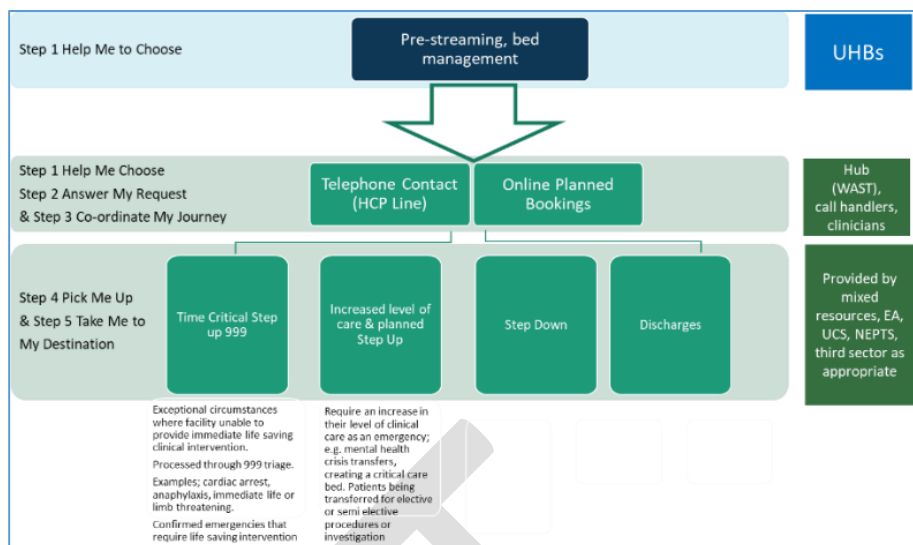 Step 1 Help Me to Choose
Pre-streaming, bed
management
UHBs
Step 1 Help Me Choose
Step 2 Answer My Request
& Step 3 Co-ordinate My Journey
Telephone Contact
(HCP Line)
Online Planned
Bookings
Hub
(WAST),
call handlers,
clinicians
Step 4 Pick Me Up
& Step 5 Take Me to
My Destination
Time Critical Step
up 999
Increased level of
care & planned
Step Up
Step Down
Discharges
Provided by
mixed
resources, EA,
UCS, NEPTS,
third sector as
appropriate
Exceptional circumstances
where facility unable to
provide immediate life saving
clinical intervention.
Processed through 999 triage.
Examples; cardiac arrest,
anaphylaxis, immediate life or
limb threatening.
Confirmed emergencies that
require life saving intervention
Require an increase in
their level of clinical
care as an emergency;
e.g. mental health
crisis transfers,
creating a critical care
bed. Patients being
transferred for elective
or semi elective
procedures or
investigation